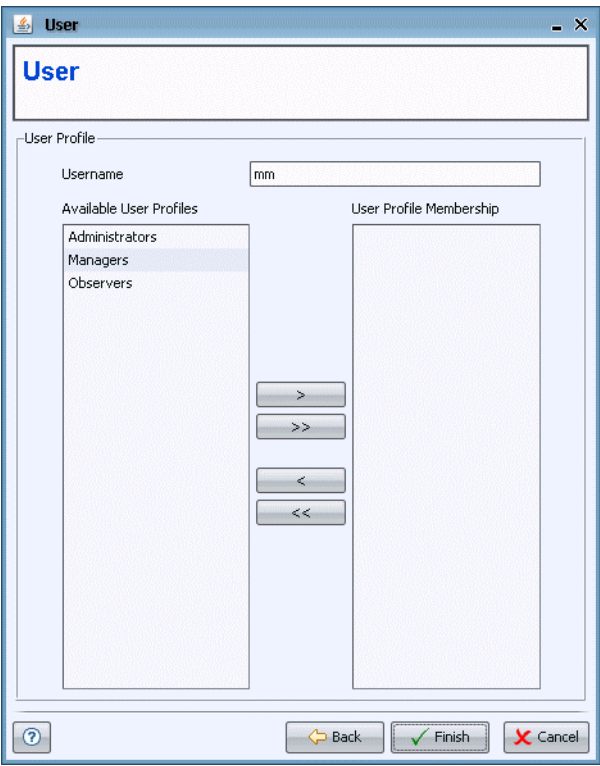 User
User
User Profile
Username mm
Available User Profiles User Profile Membership
Administrators
Managers
Observers
>
>>
<
<<
? Back Finish Cancel